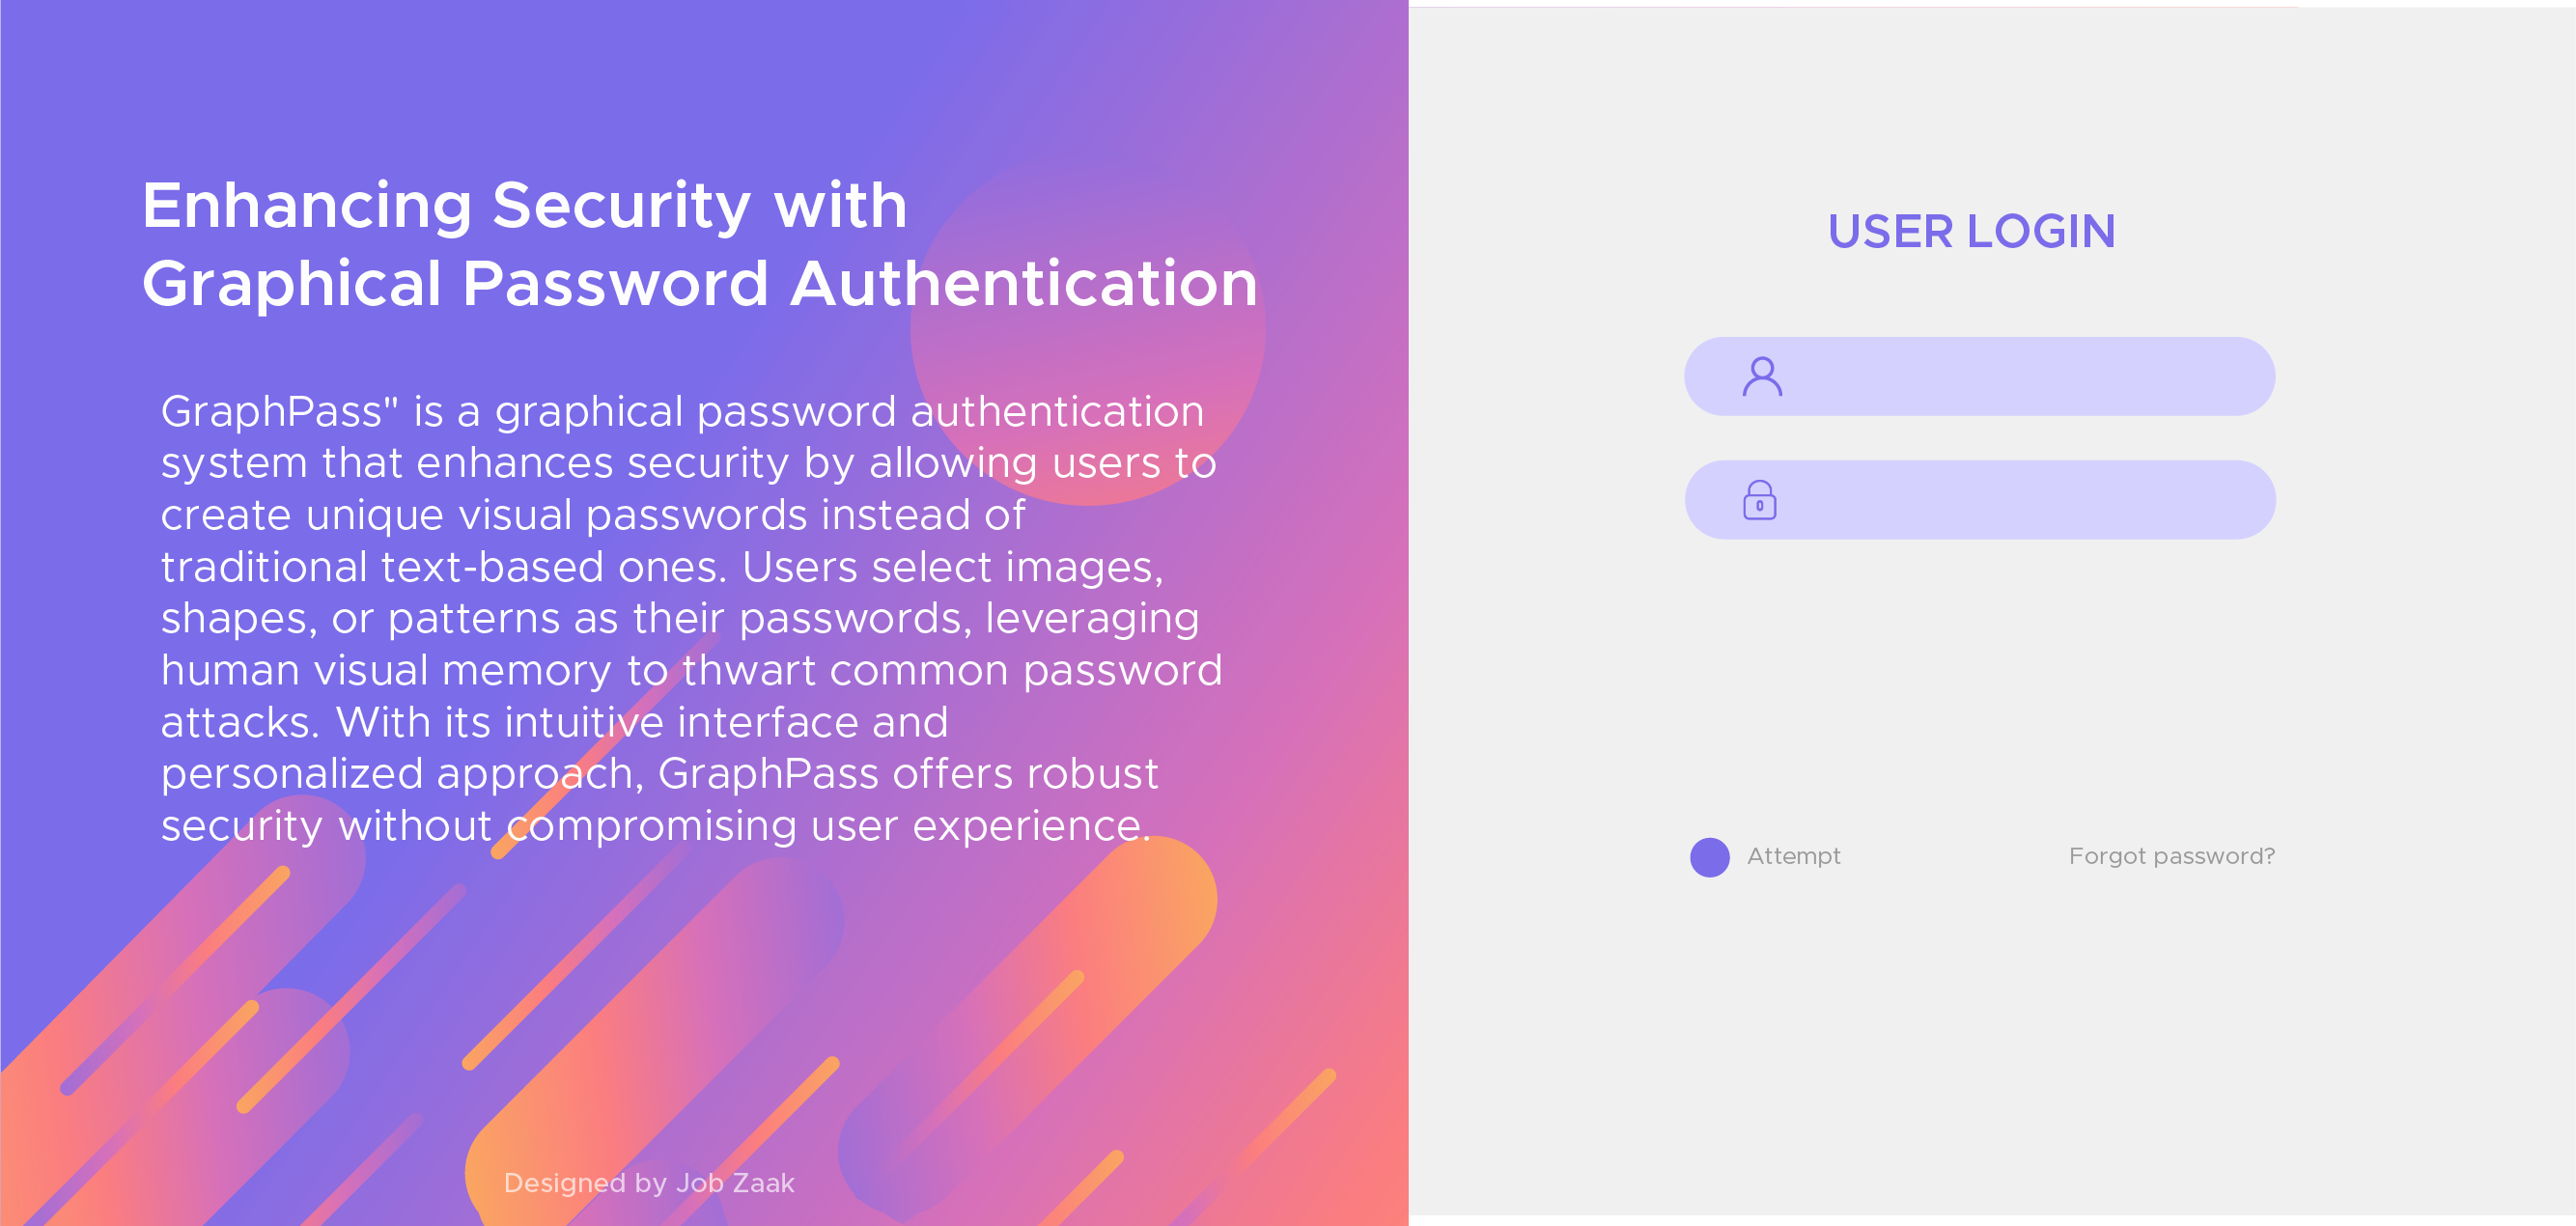 Enhancing Security with
Graphical Password Authentication
GraphPass" is a graphical password authentication
system that enhances security by allowing users to
create unique visual passwords instead of
traditional text-based ones. Users select images,
shapes, or patterns as their passwords, leveraging
human visual memory to thwart common password
attacks. With its intuitive interface and
personalized approach, GraphPass offers robust
security without compromising user experience.
Designed by Job Zaak
USER LOGIN
Attempt
Forgot password?